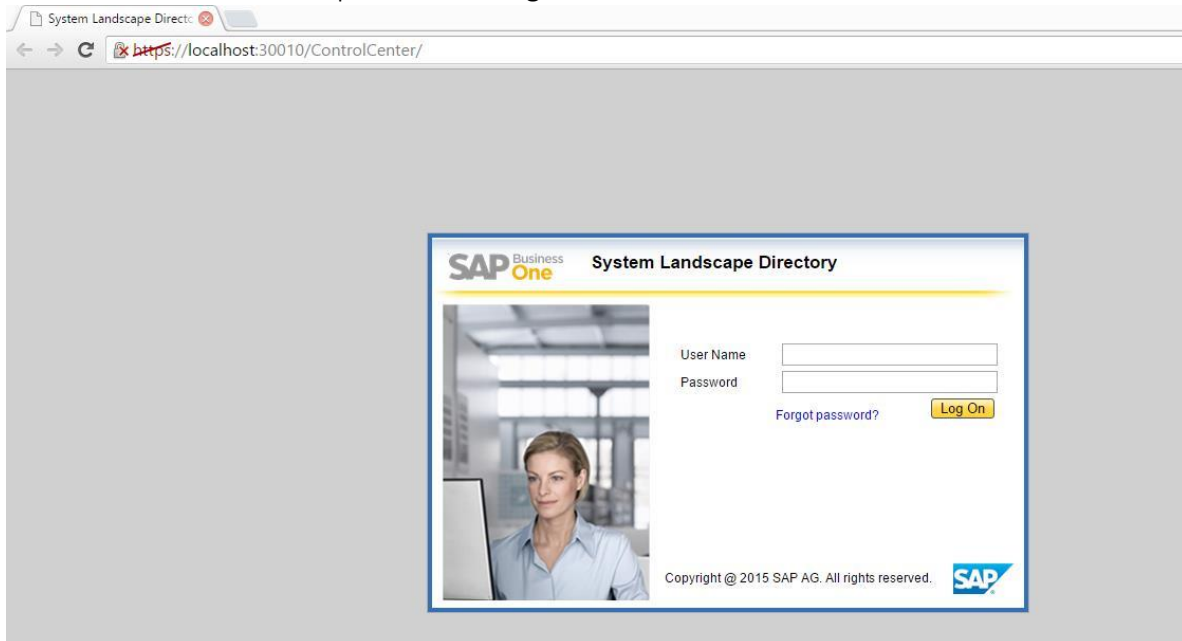 System Landscape Directc
https://localhost:30010/ControlCenter/
SAP Business One
System Landscape Directory
User Name
Password
Forgot password?
Log On
Copyright @ 2015 SAP AG. All rights reserved.
SAP